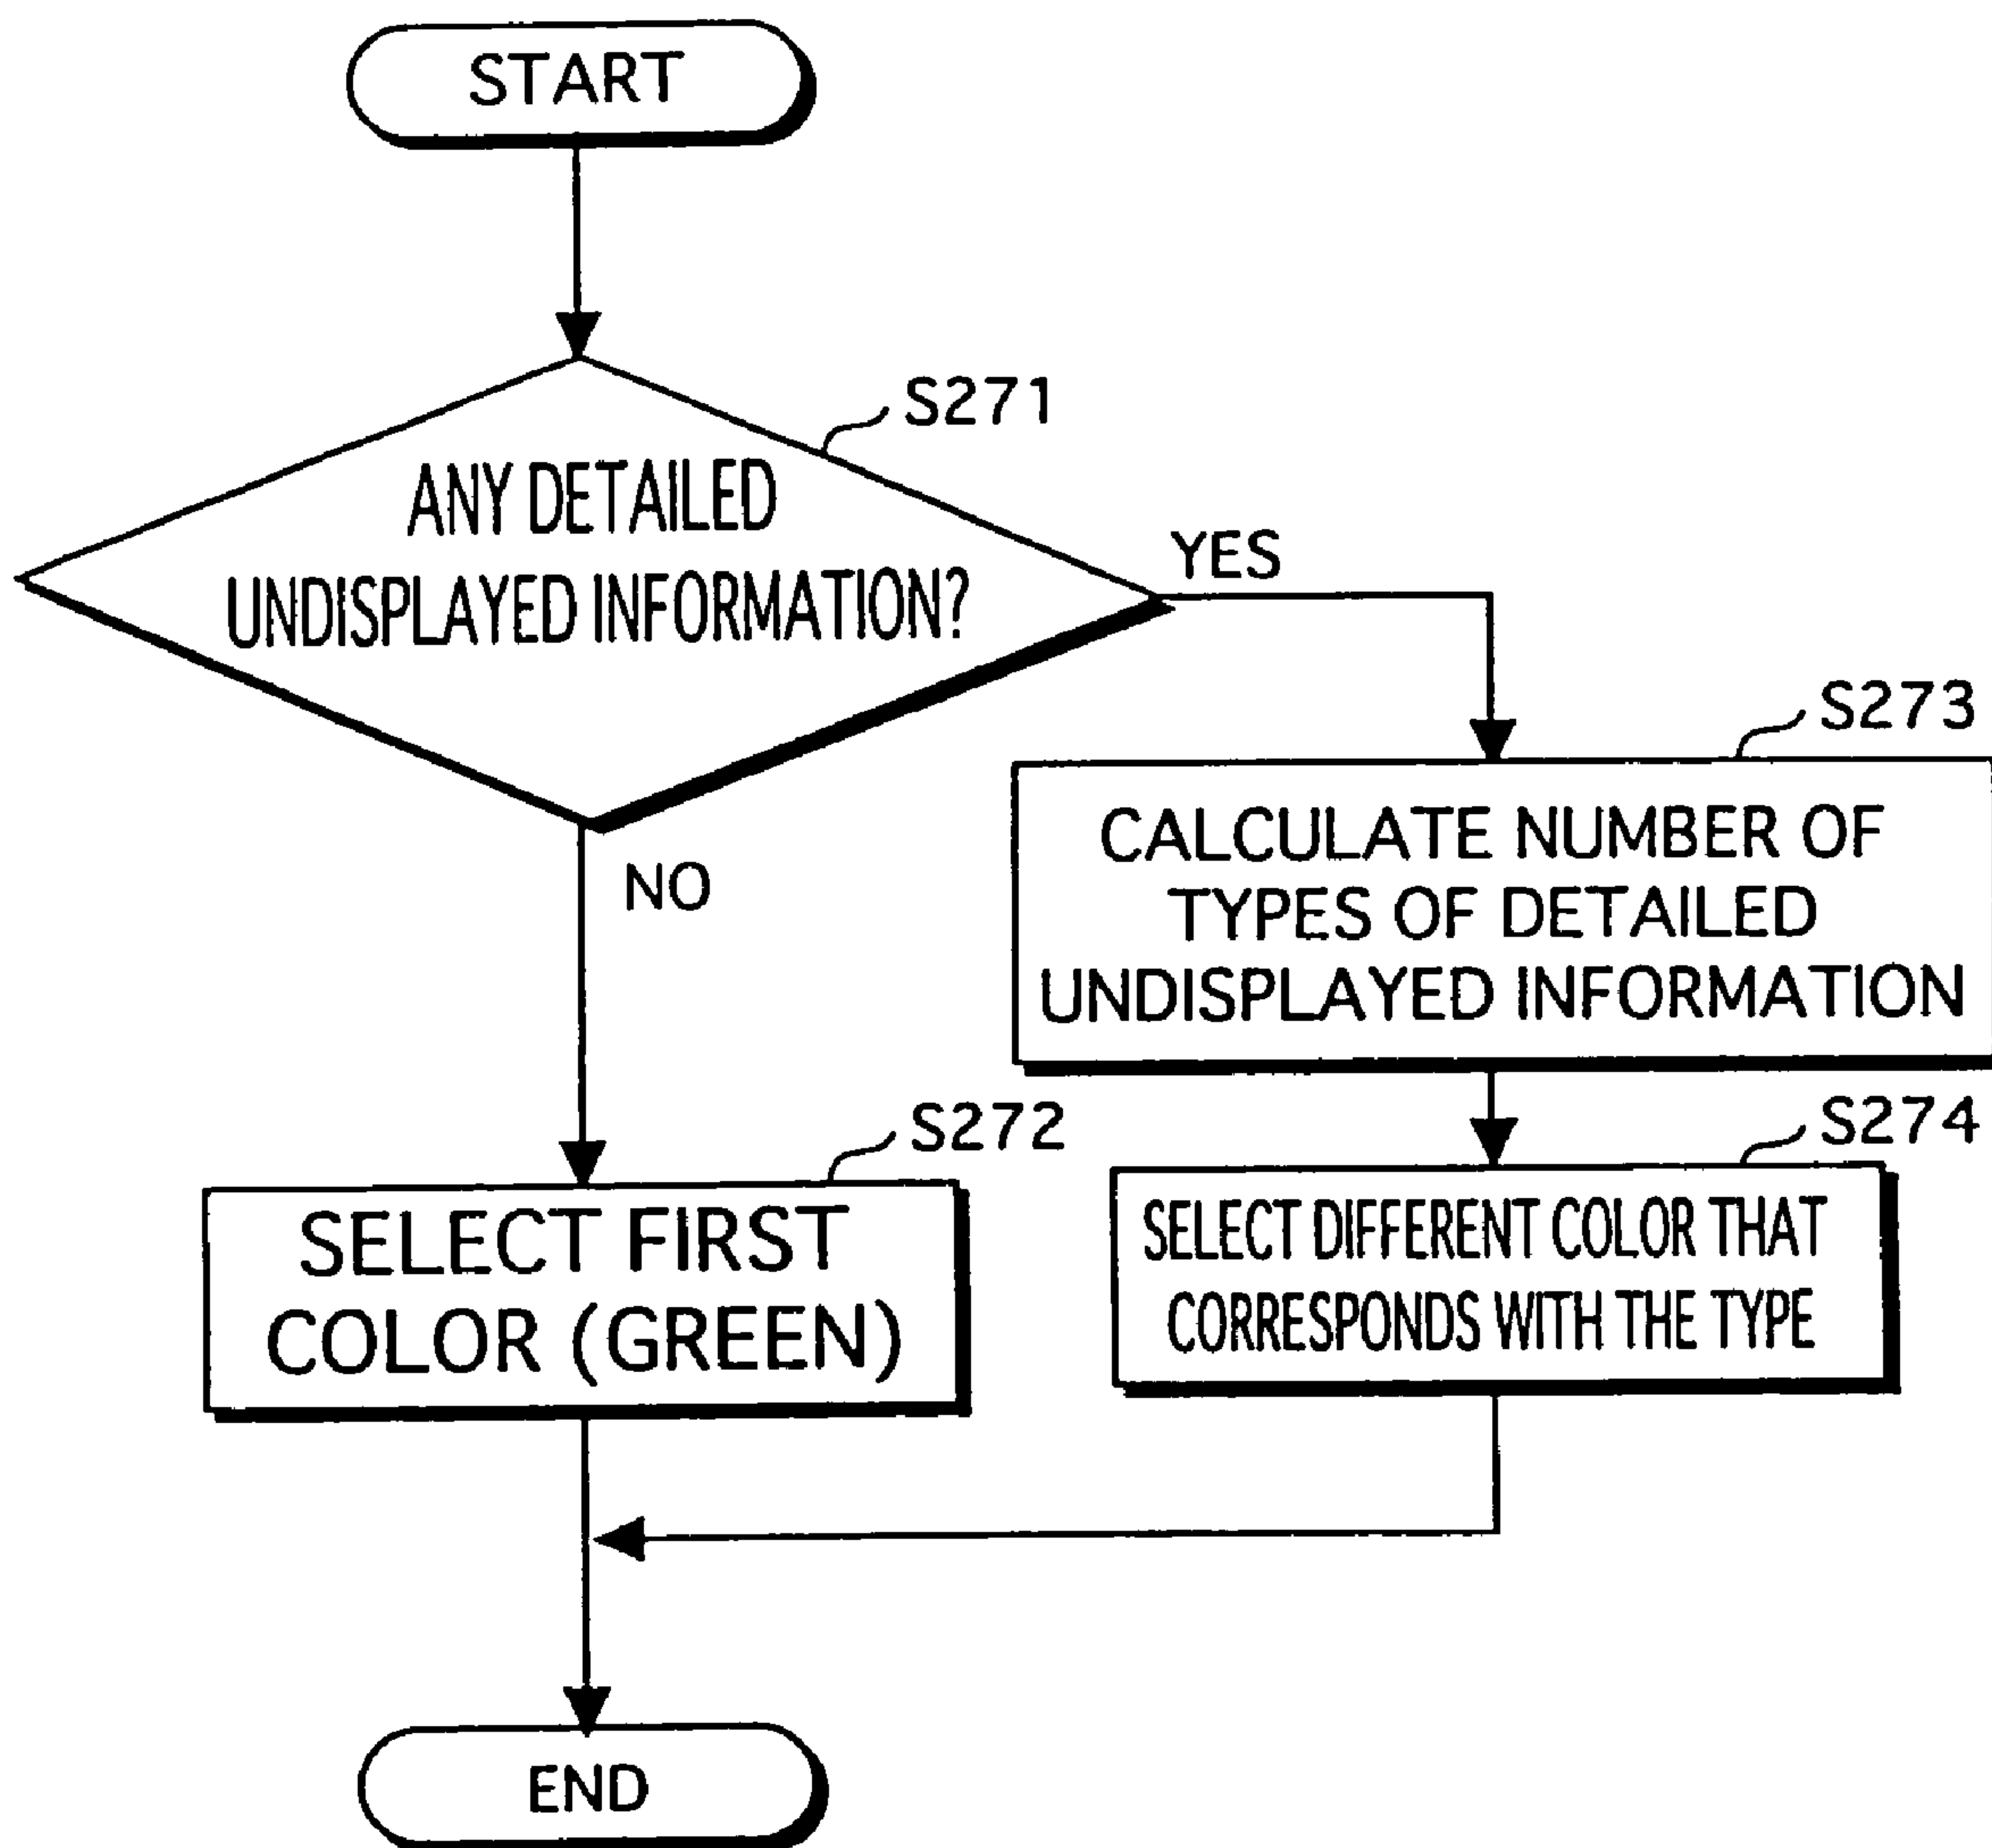 START
S271
ANY DETAILED
UNDISPLAYED INFORMATION?
YES
NO
S273
CALCULATE NUMBER OF
TYPES OF DETAILED
UNDISPLAYED INFORMATION
S272
SELECT FIRST
COLOR (GREEN)
S274
SELECT DIFFERENT COLOR THAT
CORRESPONDS WITH THE TYPE
END